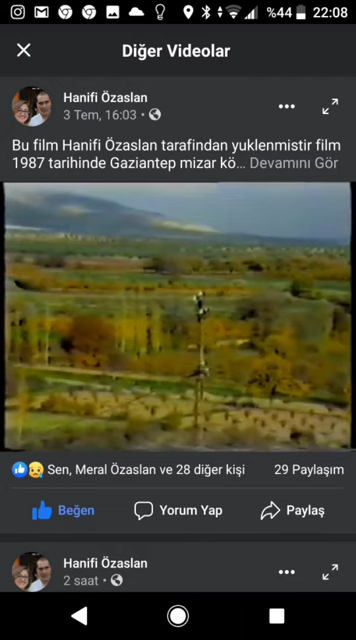 %44 22:08
Diğer Videolar
Hanifi Özaslan
3 Tem, 16:03 •
Bu film Hanifi Özaslan tarafindan yuklenmistir film
1987 tarihinde Gaziantep mizar kö... Devamını Gör
Sen, Meral Özaslan ve 28 diğer kişi 29 Paylaşım
Beğen Yorum Yap Paylaş
Hanifi Özaslan
2 saat •